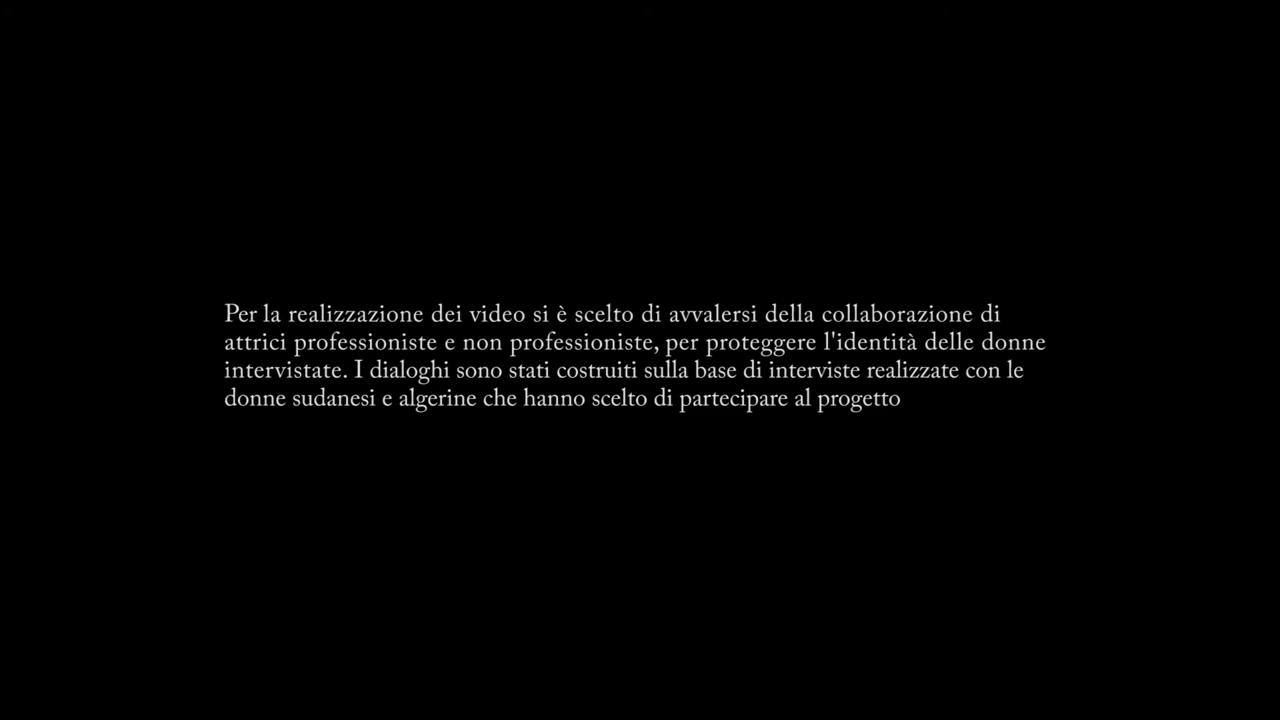 Per la realizzazione dei video si è scelto di avvalersi della collaborazione di
attrici professioniste e non professioniste, per proteggere l'identità delle donne
intervistate. I dialoghi sono stati costruiti sulla base di interviste realizzate con le
donne sudanesi e algerine che hanno scelto di partecipare al progetto